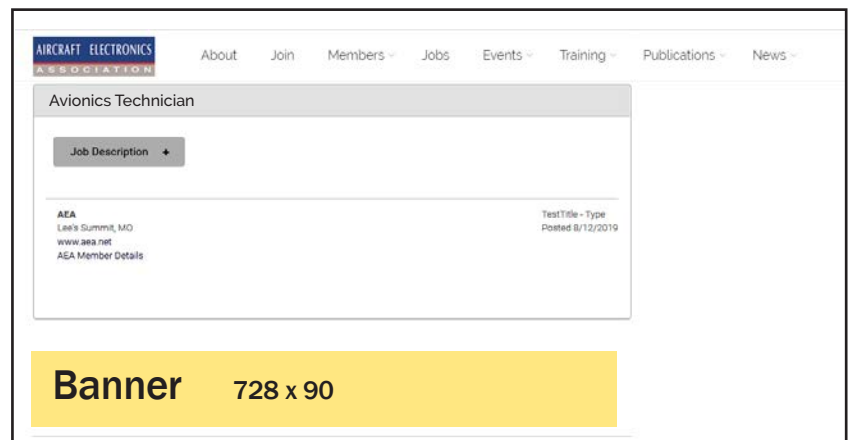 AIRCRAFT ELECTRONICS
ASSOCIATION
About Join Members Jobs Events Training Publications News
Avionics Technician
Job Description +
AEA
Lee's Summit, MO
www.aea.net
AEA Member Details
TestTitle - Type
Posted 8/12/2019
Banner 728 x 90